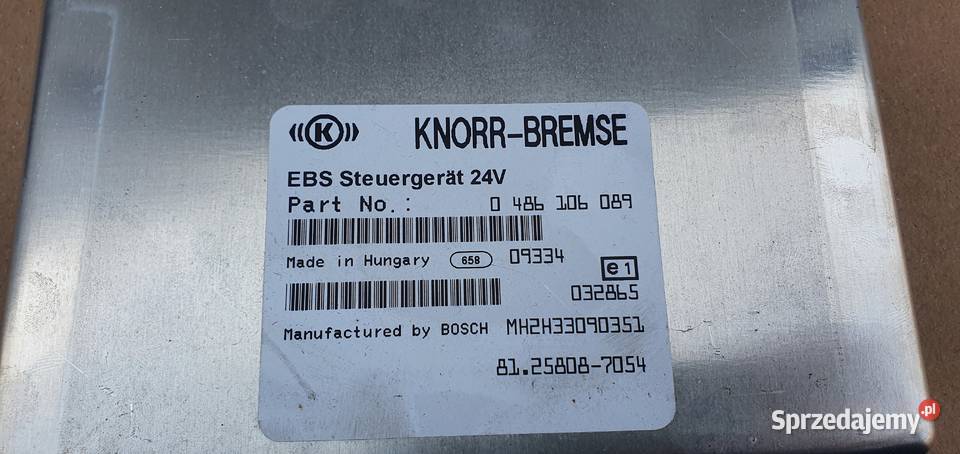 ((K)) KNORR-BREMSE
EBS Steuergerät 24V
Part No.: 0 486 106 089
Made in Hungary 658 09334
e1
032865
Manufactured by BOSCH MH2H33090351
81.25808-7054
Sprzedajemy.pl